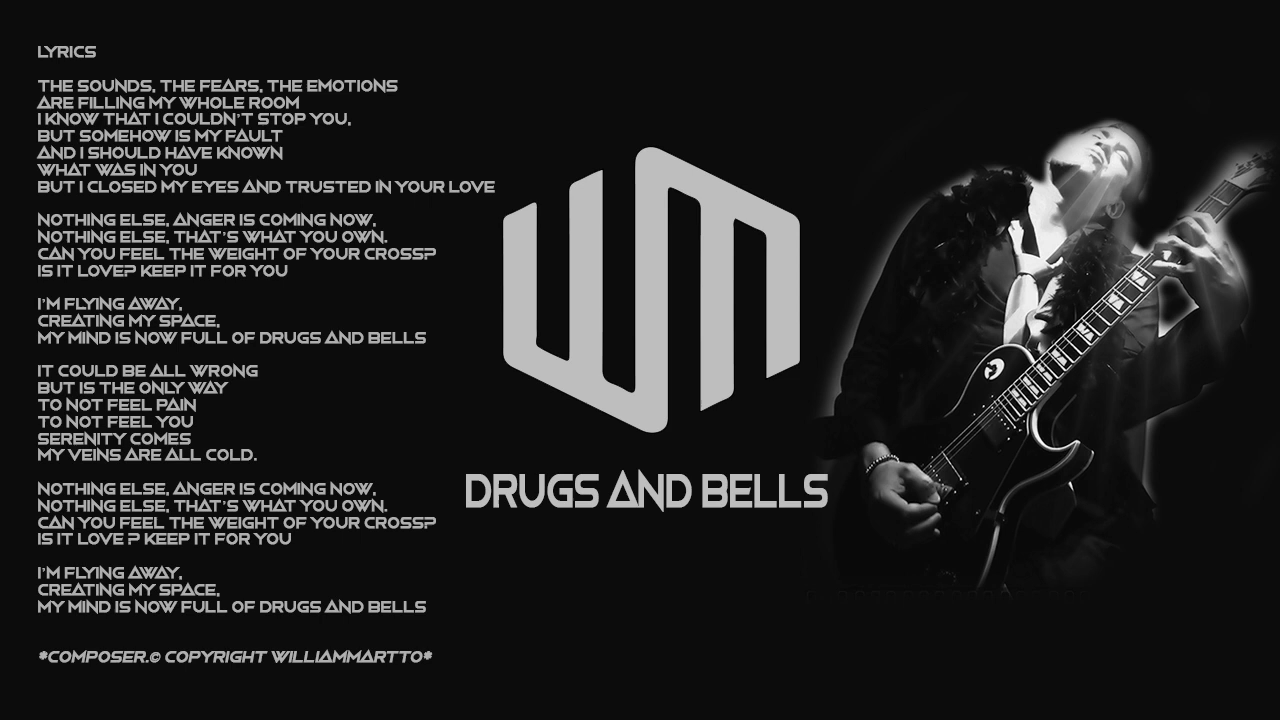 LYRICS
THE SOUNDS, THE FEARS, THE EMOTIONS
ARE FILLING MY WHOLE ROOM
I KNOW THAT I COULDN'T STOP YOU,
BUT SOMEHOW IS MY FAULT
AND I SHOULD HAVE KNOWN
WHAT WAS IN YOU
BUT I CLOSED MY EYES AND TRUSTED IN YOUR LOVE
NOTHING ELSE, ANGER IS COMING NOW,
NOTHING ELSE, THAT'S WHAT YOU OWN.
CAN YOU FEEL THE WEIGHT OF YOUR CROSS?
IS IT LOVE? KEEP IT FOR YOU
I'M FLYING AWAY,
CREATING MY SPACE,
MY MIND IS NOW FULL OF DRUGS AND BELLS
IT COULD BE ALL WRONG
BUT IS THE ONLY WAY
TO NOT FEEL PAIN
TO NOT FEEL YOU
SERENITY COMES
MY VEINS ARE ALL COLD.
NOTHING ELSE, ANGER IS COMING NOW,
NOTHING ELSE, THAT'S WHAT YOU OWN.
CAN YOU FEEL THE WEIGHT OF YOUR CROSS?
IS IT LOVE ? KEEP IT FOR YOU
I'M FLYING AWAY,
CREATING MY SPACE,
MY MIND IS NOW FULL OF DRUGS AND BELLS
*COMPOSER.© COPYRIGHT WILLIAMMARTTO*
WM
DRUGS AND BELLS